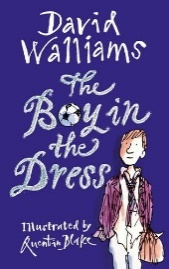 David
Walliams
The
Boy in
the
Dress
Illustrated by
Quentin Blake